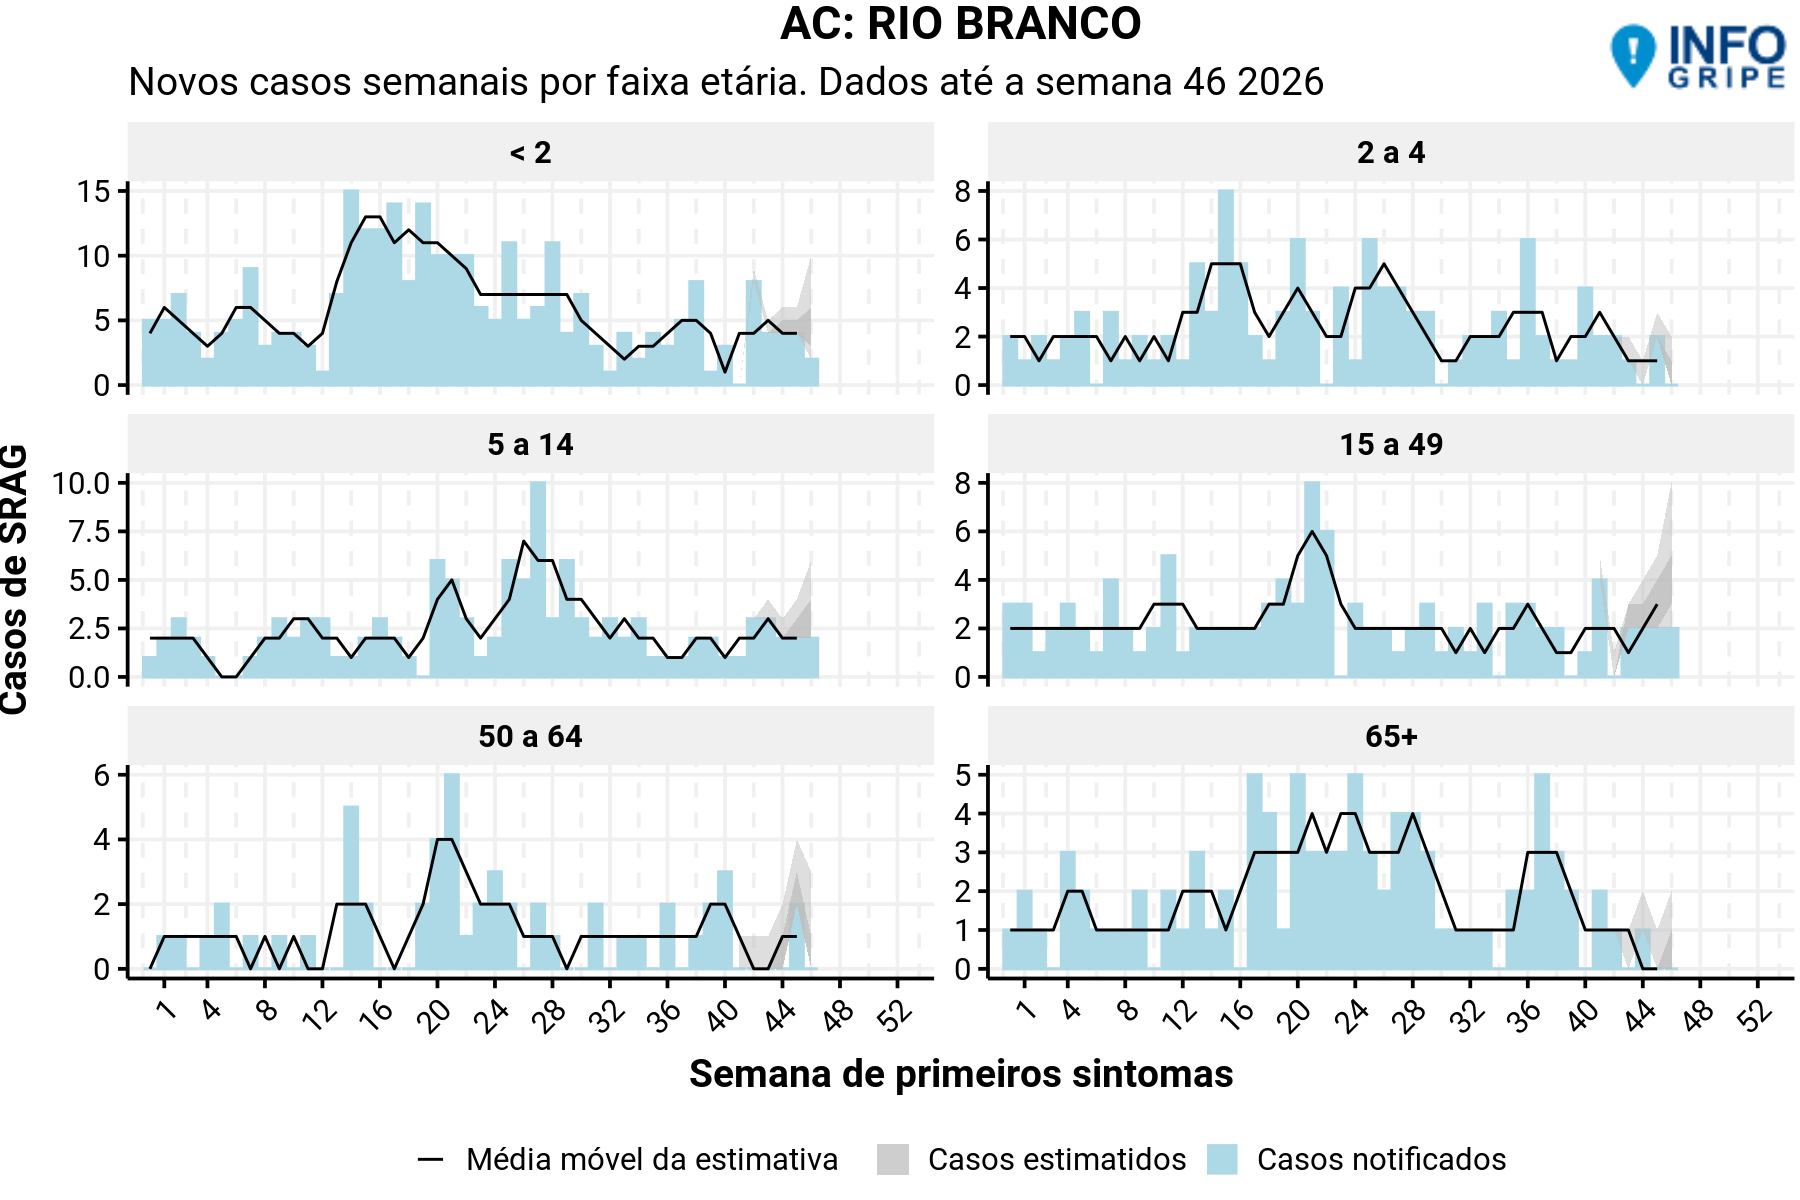 AC: RIO BRANCO
INFO
GRIPE
Novos casos semanais por faixa etária. Dados até a semana 46 2026
< 2
2 a 4
15
10
5
0
8
6
4
2
0
5 a 14
15 a 49
10.0
7.5
5.0
2.5
0.0
8
6
4
2
0
50 a 64
65+
6
4
2
0
5
4
3
2
1
0
1 4 8 12 16 20 24 28 32 36 40 44 48 52
1 4 8 12 16 20 24 28 32 36 40 44 48 52
Casos de SRAG
Semana de primeiros sintomas
Média móvel da estimativa
Casos estimatidos
Casos notificados